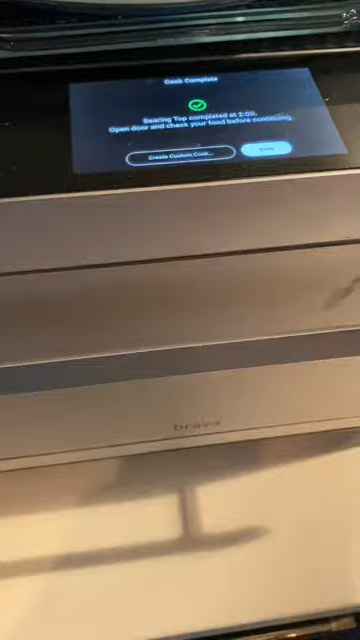 Cook Complete
Searing Top completed at 2:00.
Open door and check your food before continuing.
Create Custom Cook...
brava